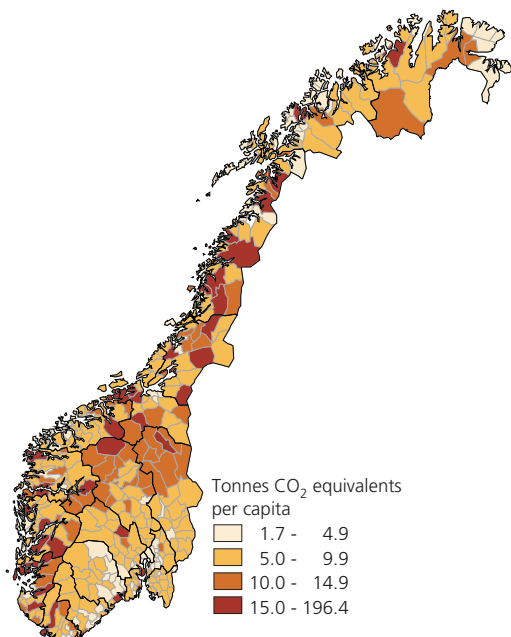 Tonnes CO₂ equivalents
per capita
1.7 - 4.9
5.0 - 9.9
10.0 - 14.9
15.0 - 196.4